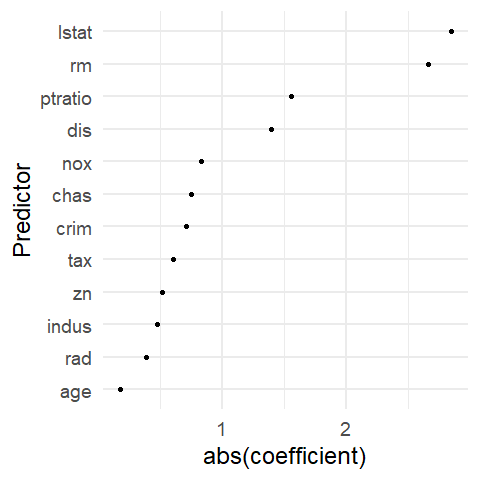 lstat
rm
ptratio
dis
nox
chas
crim
tax
zn
indus
rad
age
Predictor
1 2
abs(coefficient)